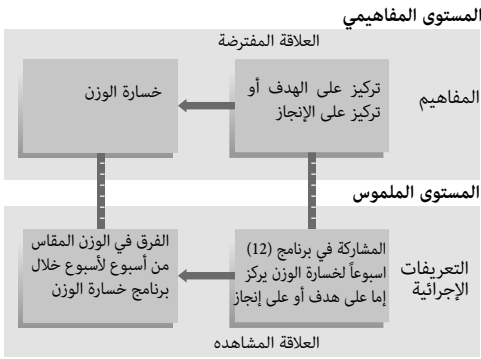 المستوى المفاهيمي
العلاقة المفترضة
المفاهيم
تركيز على الهدف أو
تركيز على الإنجاز
خسارة الوزن
المستوى الملموس
التعريفات
الإجرائية
المشاركة في برنامج (12)
اسبوعاً لخسارة الوزن يركز
إما على هدف أو على إنجاز
الفرق في الوزن المقاس
من أسبوع لأسبوع خلال
برنامج خسارة الوزن
العلاقة المشاهده